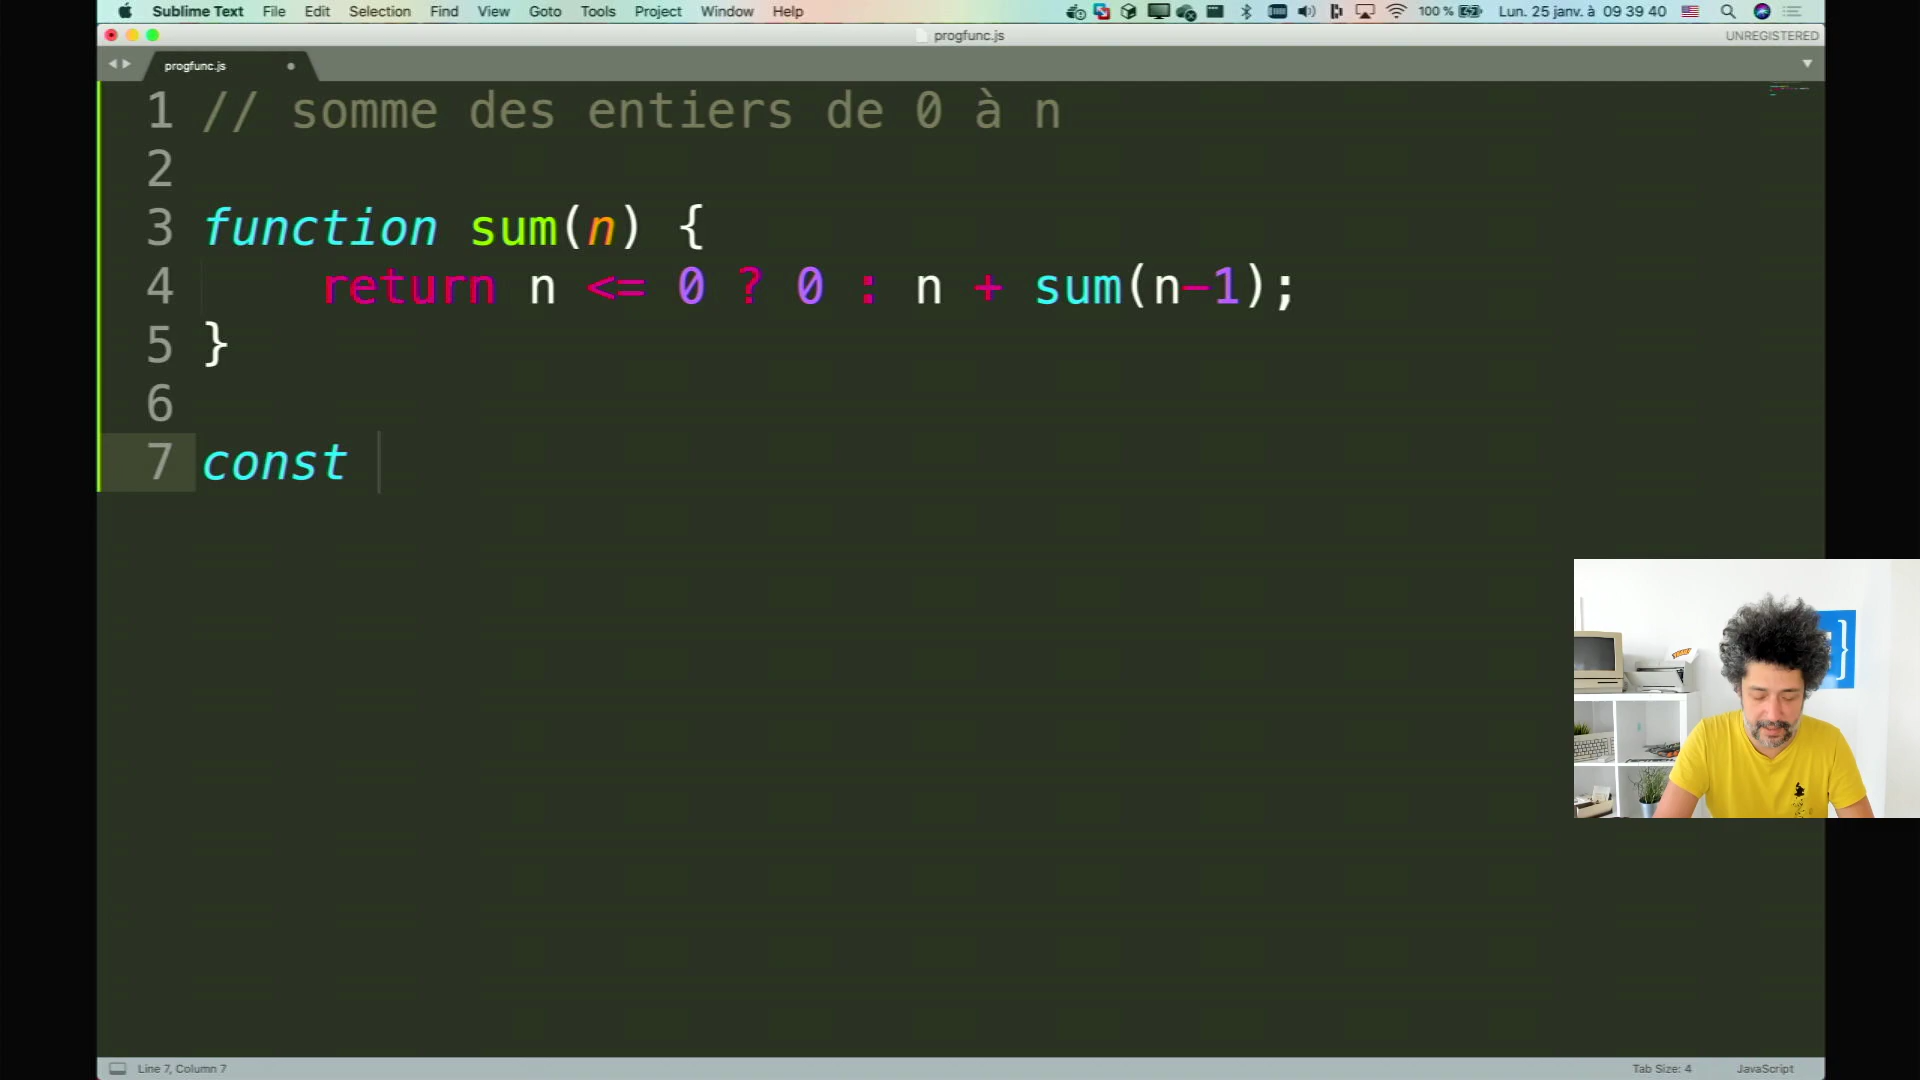 Sublime Text File Edit Selection Find View Goto Tools Project Window Help 100 % Lun. 25 janv. à 09 39 40
progfunc.js
UNREGISTERED
progfunc.js
1 // somme des entiers de 0 à n
2
3 function sum(n) {
4 return n <= 0 ? 0 : n + sum(n-1);
5 }
6
7 const
}
Line 7, Column 7
Tab Size: 4
JavaScript